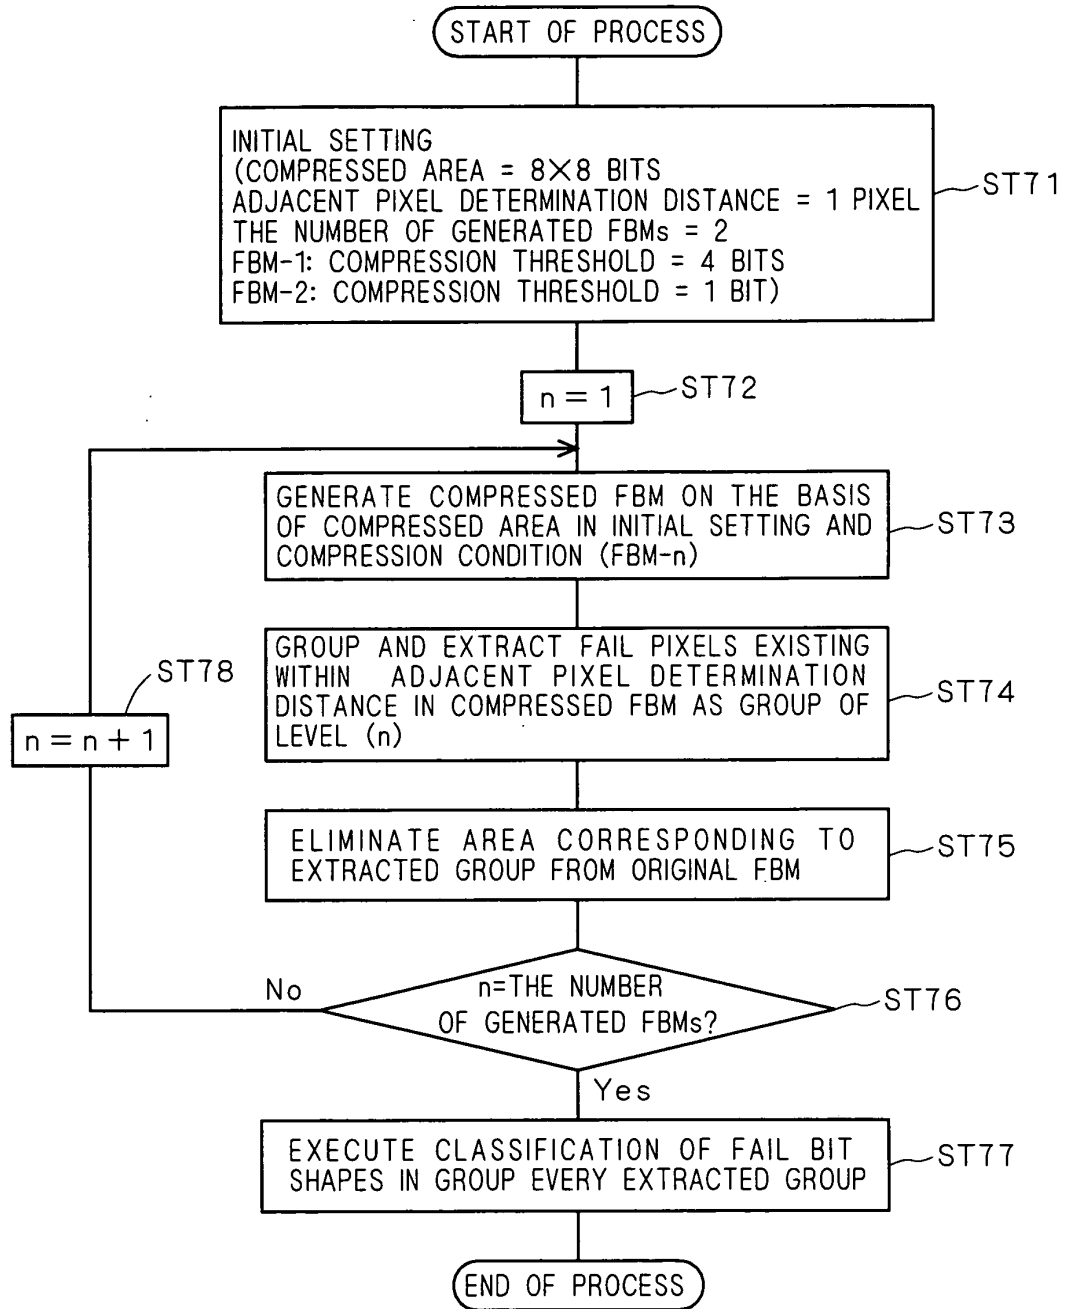 START OF PROCESS
INITIAL SETTING
(COMPRESSED AREA = 8×8 BITS
ADJACENT PIXEL DETERMINATION DISTANCE = 1 PIXEL
THE NUMBER OF GENERATED FBMs = 2
FBM-1: COMPRESSION THRESHOLD = 4 BITS
FBM-2: COMPRESSION THRESHOLD = 1 BIT)
ST71
n = 1
ST72
GENERATE COMPRESSED FBM ON THE BASIS
OF COMPRESSED AREA IN INITIAL SETTING AND
COMPRESSION CONDITION (FBM-n)
ST73
GROUP AND EXTRACT FAIL PIXELS EXISTING
WITHIN ADJACENT PIXEL DETERMINATION
DISTANCE IN COMPRESSED FBM AS GROUP OF
LEVEL (n)
ST74
ST78
n = n + 1
ELIMINATE AREA CORRESPONDING TO
EXTRACTED GROUP FROM ORIGINAL FBM
ST75
n=THE NUMBER
OF GENERATED FBMs?
ST76
No
Yes
EXECUTE CLASSIFICATION OF FAIL BIT
SHAPES IN GROUP EVERY EXTRACTED GROUP
ST77
END OF PROCESS